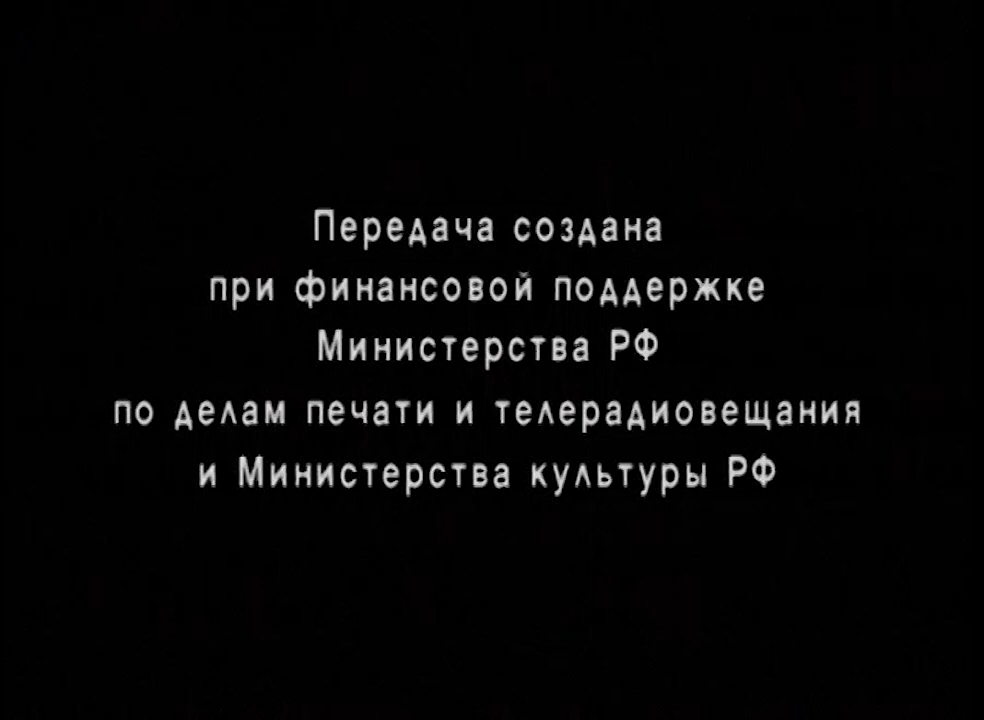 Передача создана
при финансовой поддержке
Министерства РФ
по делам печати и телерадиовещания
и Министерства культуры РФ